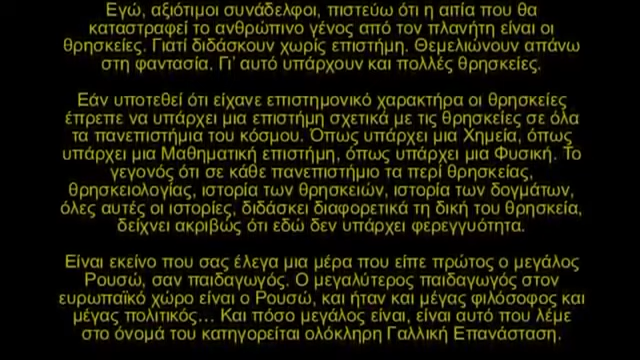 Εγώ, αξιότιμοι συνάδελφοι, πιστεύω ότι η αιτία που θα
καταστραφεί το ανθρώπινο γένος από τον πλανήτη είναι οι
θρησκείες. Γιατί διδάσκουν χωρίς επιστήμη. Θεμελιώνουν απάνω
στη φαντασία. Γι' αυτό υπάρχουν και πολλές θρησκείες.
Εάν υποτεθεί ότι είχανε επιστημονικό χαρακτήρα οι θρησκείες
έπρεπε να υπάρχει μια επιστήμη σχετικά με τις θρησκείες σε όλα
τα πανεπιστήμια του κόσμου. Όπως υπάρχει μια Χημεία, όπως
υπάρχει μια Μαθηματική επιστήμη, όπως υπάρχει μια Φυσική. Το
γεγονός ότι σε κάθε πανεπιστήμιο τα περί θρησκείας,
θρησκειολογίας, ιστορία των θρησκειών, ιστορία των δογμάτων,
όλες αυτές οι ιστορίες, διδάσκει διαφορετικά τη δική του θρησκεία,
δείχνει ακριβώς ότι εδώ δεν υπάρχει φερεγγυότητα.
Είναι εκείνο που σας έλεγα μια μέρα που είπε πρώτος ο μεγάλος
Ρουσώ, σαν παιδαγωγός. Ο μεγαλύτερος παιδαγωγός στον
ευρωπαϊκό χώρο είναι ο Ρουσώ, και ήταν και μέγας φιλόσοφος και
μέγας πολιτικός… Και πόσο μεγάλος είναι, είναι αυτό που λέμε
στο όνομά του κατηγορείται ολόκληρη Γαλλική Επανάσταση.